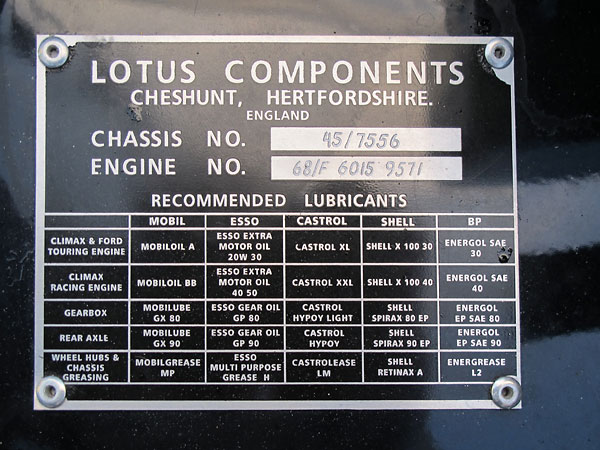 LOTUS COMPONENTS
CHESHUNT, HERTFORDSHIRE.
ENGLAND
CHASSIS NO. 45/7556
ENGINE NO. 68/F 6015 9571
RECOMMENDED LUBRICANTS
MOBIL ESSO CASTROL SHELL BP
CLIMAX & FORD TOURING ENGINE MOBILOIL A ESSO EXTRA MOTOR OIL 20W 30 CASTROL XL SHELL X 100 30 ENERGOL SAE 30
CLIMAX RACING ENGINE MOBILOIL BB ESSO EXTRA MOTOR OIL 40 50 CASTROL XXL SHELL X 100 40 ENERGOL SAE 40
GEARBOX MOBILUBE GX 80 ESSO GEAR OIL GP 80 CASTROL HYPOY LIGHT SHELL SPIRAX 80 EP ENERGOL EP SAE 80
REAR AXLE MOBILUBE GX 90 ESSO GEAR OIL GP 90 CASTROL HYPOY SHELL SPIRAX 90 EP ENERGOL EP SAE 90
WHEEL HUBS & CHASSIS GREASING MOBILGREASE MP ESSO MULTI PURPOSE GREASE H CASTROLEASE LM SHELL RETINAX A ENERGREASE L2